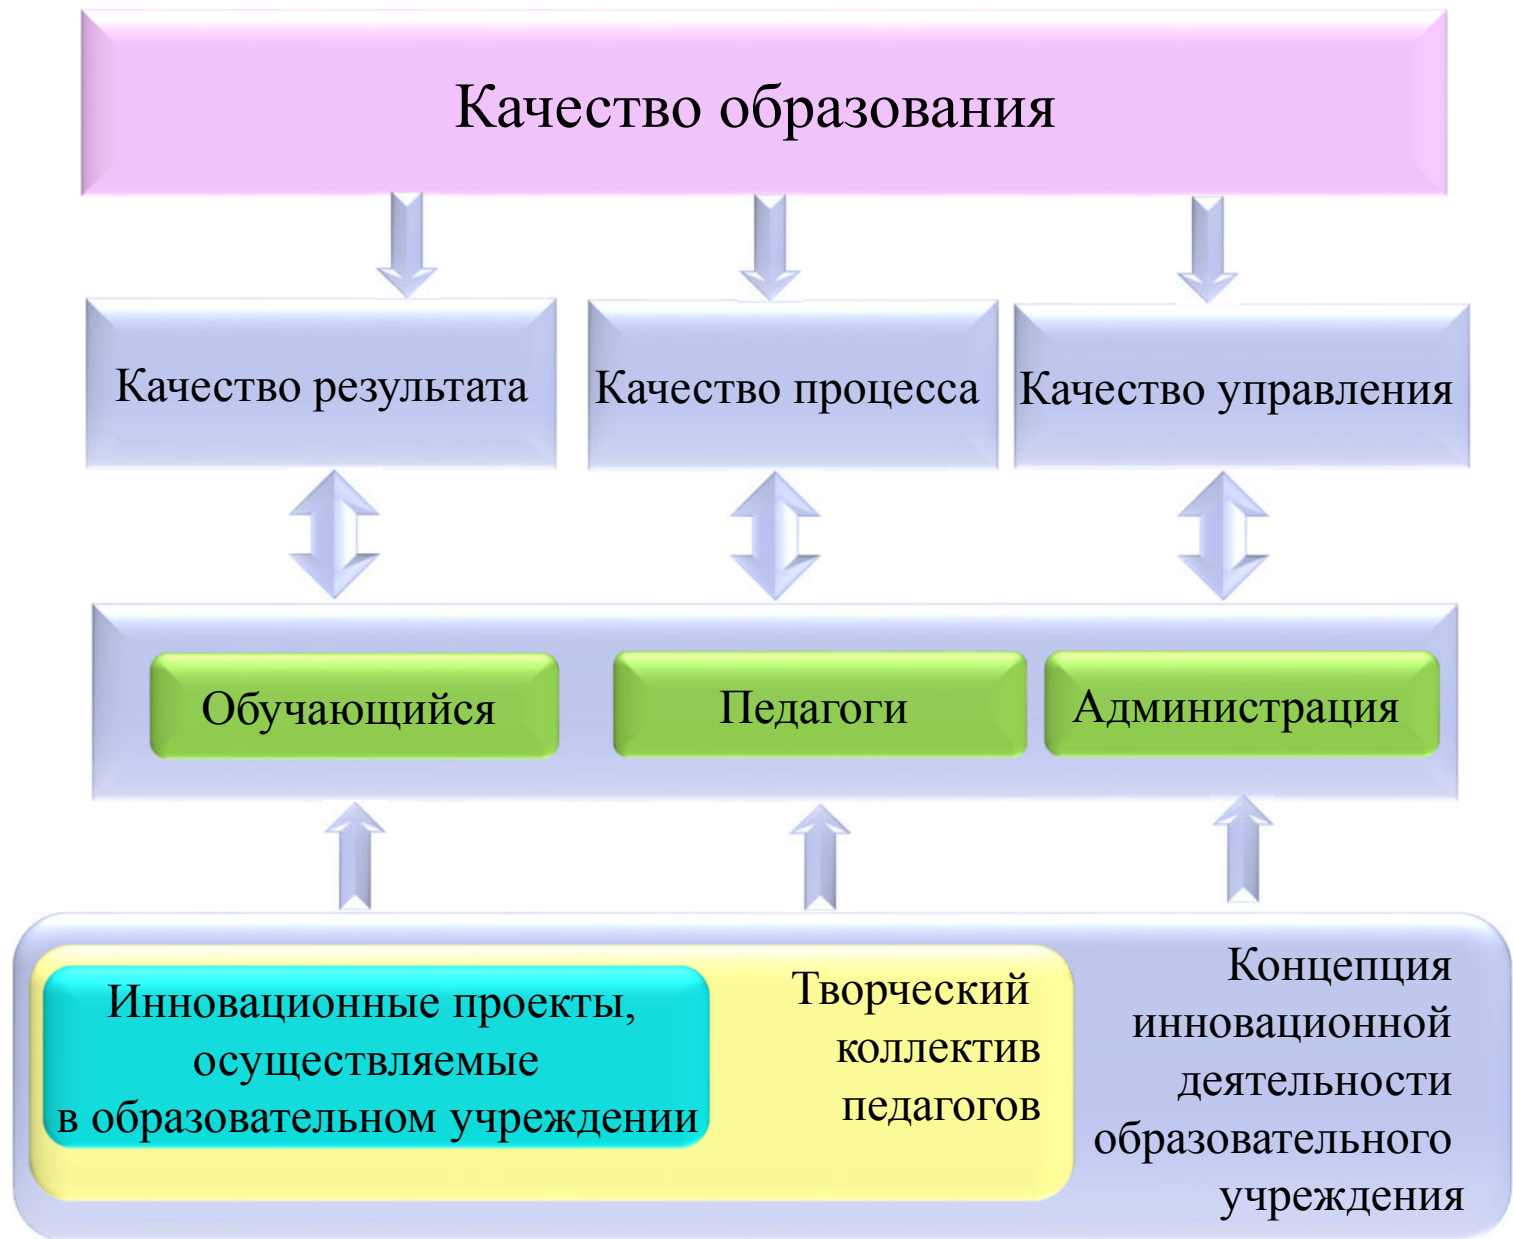 Качество образования
Качество результата
Качество процесса
Качество управления
Обучающийся
Педагоги
Администрация
Инновационные проекты,
осуществляемые
в образовательном учреждении
Творческий
коллектив
педагогов
Концепция
инновационной
деятельности
образовательного
учреждения